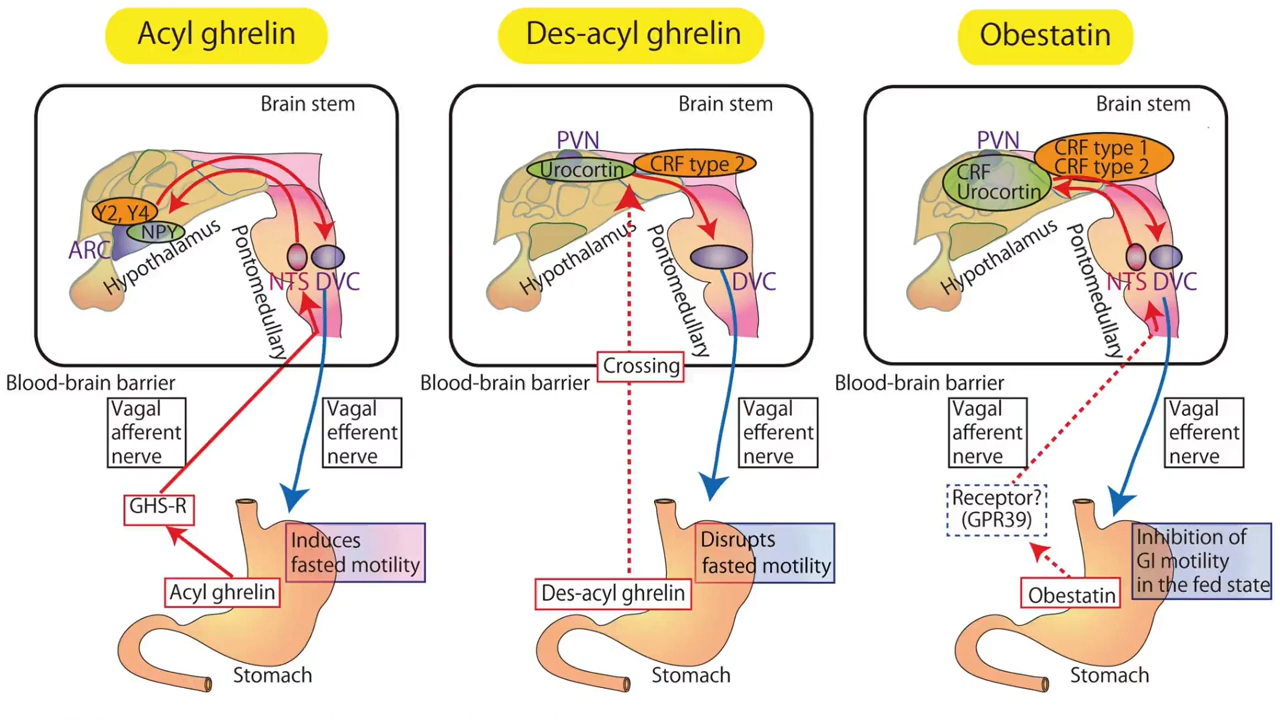 Acyl ghrelin
Brain stem
Y2, Y4
NPY
ARC
Hypothalamus
Pontomedullary
NTS
DVC
Blood-brain barrier
Vagal
afferent
nerve
Vagal
efferent
nerve
GHS-R
Induces
fasted motility
Acyl ghrelin
Stomach
Des-acyl ghrelin
Brain stem
PVN
Urocortin
CRF type 2
Hypothalamus
Pontomedullary
DVC
Crossing
Blood-brain barrier
Vagal
efferent
nerve
Disrupts
fasted motility
Des-acyl ghrelin
Stomach
Obestatin
Brain stem
PVN
CRF type 1
CRF type 2
CRF
Urocortin
Hypothalamus
Pontomedullary
NTS
DVC
Blood-brain barrier
Vagal
afferent
nerve
Vagal
efferent
nerve
Receptor?
(GPR39)
Inhibition of
GI motility
in the fed state
Obestatin
Stomach